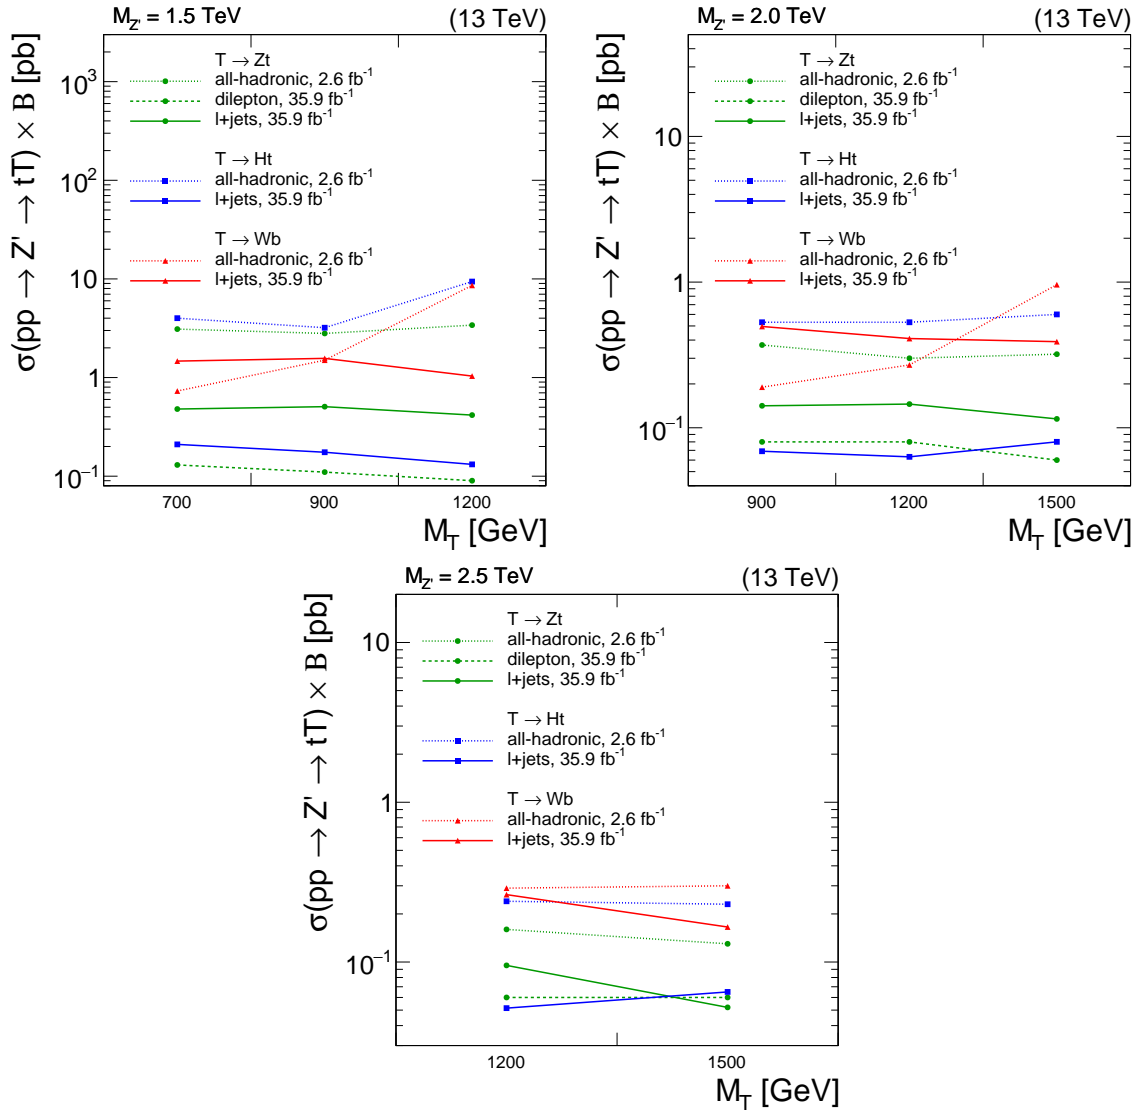 M_Z' = 1.5 TeV (13 TeV)
σ(pp → Z' → tT) × B [pb]
10³
10²
10
1
10⁻¹
T → Zt
all-hadronic, 2.6 fb⁻¹
dilepton, 35.9 fb⁻¹
l+jets, 35.9 fb⁻¹
T → Ht
all-hadronic, 2.6 fb⁻¹
l+jets, 35.9 fb⁻¹
T → Wb
all-hadronic, 2.6 fb⁻¹
l+jets, 35.9 fb⁻¹
700 900 1200
M_T [GeV]
M_Z' = 2.0 TeV (13 TeV)
σ(pp → Z' → tT) × B [pb]
10
1
10⁻¹
T → Zt
all-hadronic, 2.6 fb⁻¹
dilepton, 35.9 fb⁻¹
l+jets, 35.9 fb⁻¹
T → Ht
all-hadronic, 2.6 fb⁻¹
l+jets, 35.9 fb⁻¹
T → Wb
all-hadronic, 2.6 fb⁻¹
l+jets, 35.9 fb⁻¹
900 1200 1500
M_T [GeV]
M_Z' = 2.5 TeV (13 TeV)
σ(pp → Z' → tT) × B [pb]
10
1
10⁻¹
T → Zt
all-hadronic, 2.6 fb⁻¹
dilepton, 35.9 fb⁻¹
l+jets, 35.9 fb⁻¹
T → Ht
all-hadronic, 2.6 fb⁻¹
l+jets, 35.9 fb⁻¹
T → Wb
all-hadronic, 2.6 fb⁻¹
l+jets, 35.9 fb⁻¹
1200 1500
M_T [GeV]